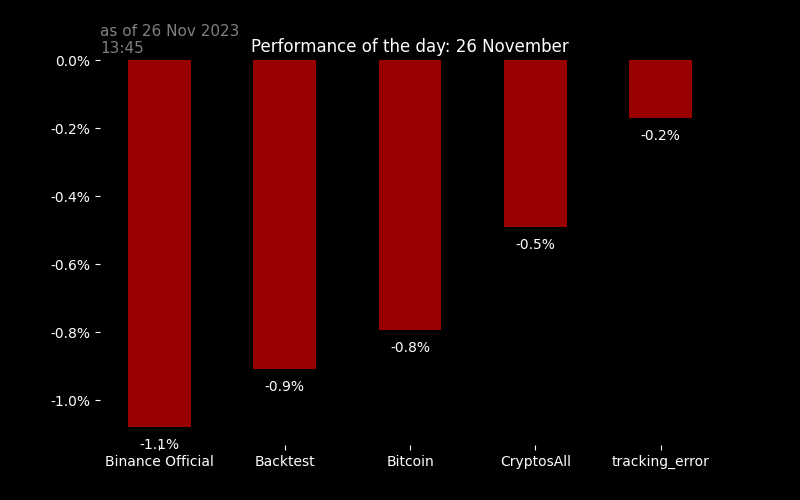 as of 26 Nov 2023
13:45
Performance of the day: 26 November
0.0%
-0.2%
-0.4%
-0.6%
-0.8%
-1.0%
-1.1%
-0.9%
-0.8%
-0.5%
-0.2%
Binance Official
Backtest
Bitcoin
CryptosAll
tracking_error